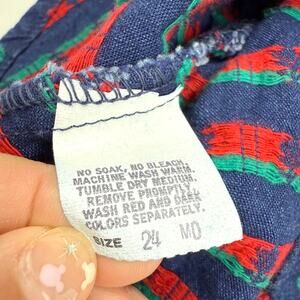 NO SOAK, NO BLEACH,
MACHINE WASH WARM.
TUMBLE DRY MEDIUM.
REMOVE PROMPTLY.
WASH RED AND DARK
COLORS SEPARATELY.
SIZE 24 MO